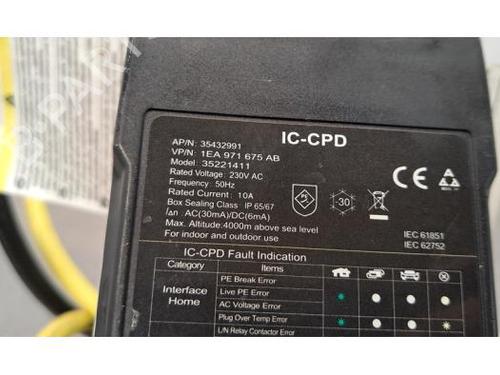 IC-CPD
AP/N: 35432991
VP/N: 1EA 971 675 AB
Model: 35221411
Rated Voltage: 230V AC
Frequency: 50Hz
Rated Current: 10A
Box Sealing Class IP 65/67
I∆n: AC(30mA)/DC(6mA)
Max. Altitude:4000m above sea level
For indoor and outdoor use
-30
CE
IEC 61851
IEC 62752
IC-CPD Fault Indication
Category Items
Interface Home
PE Break Error
Live PE Error
AC Voltage Error
Plug Over Temp Error
L/N Relay Contactor Error